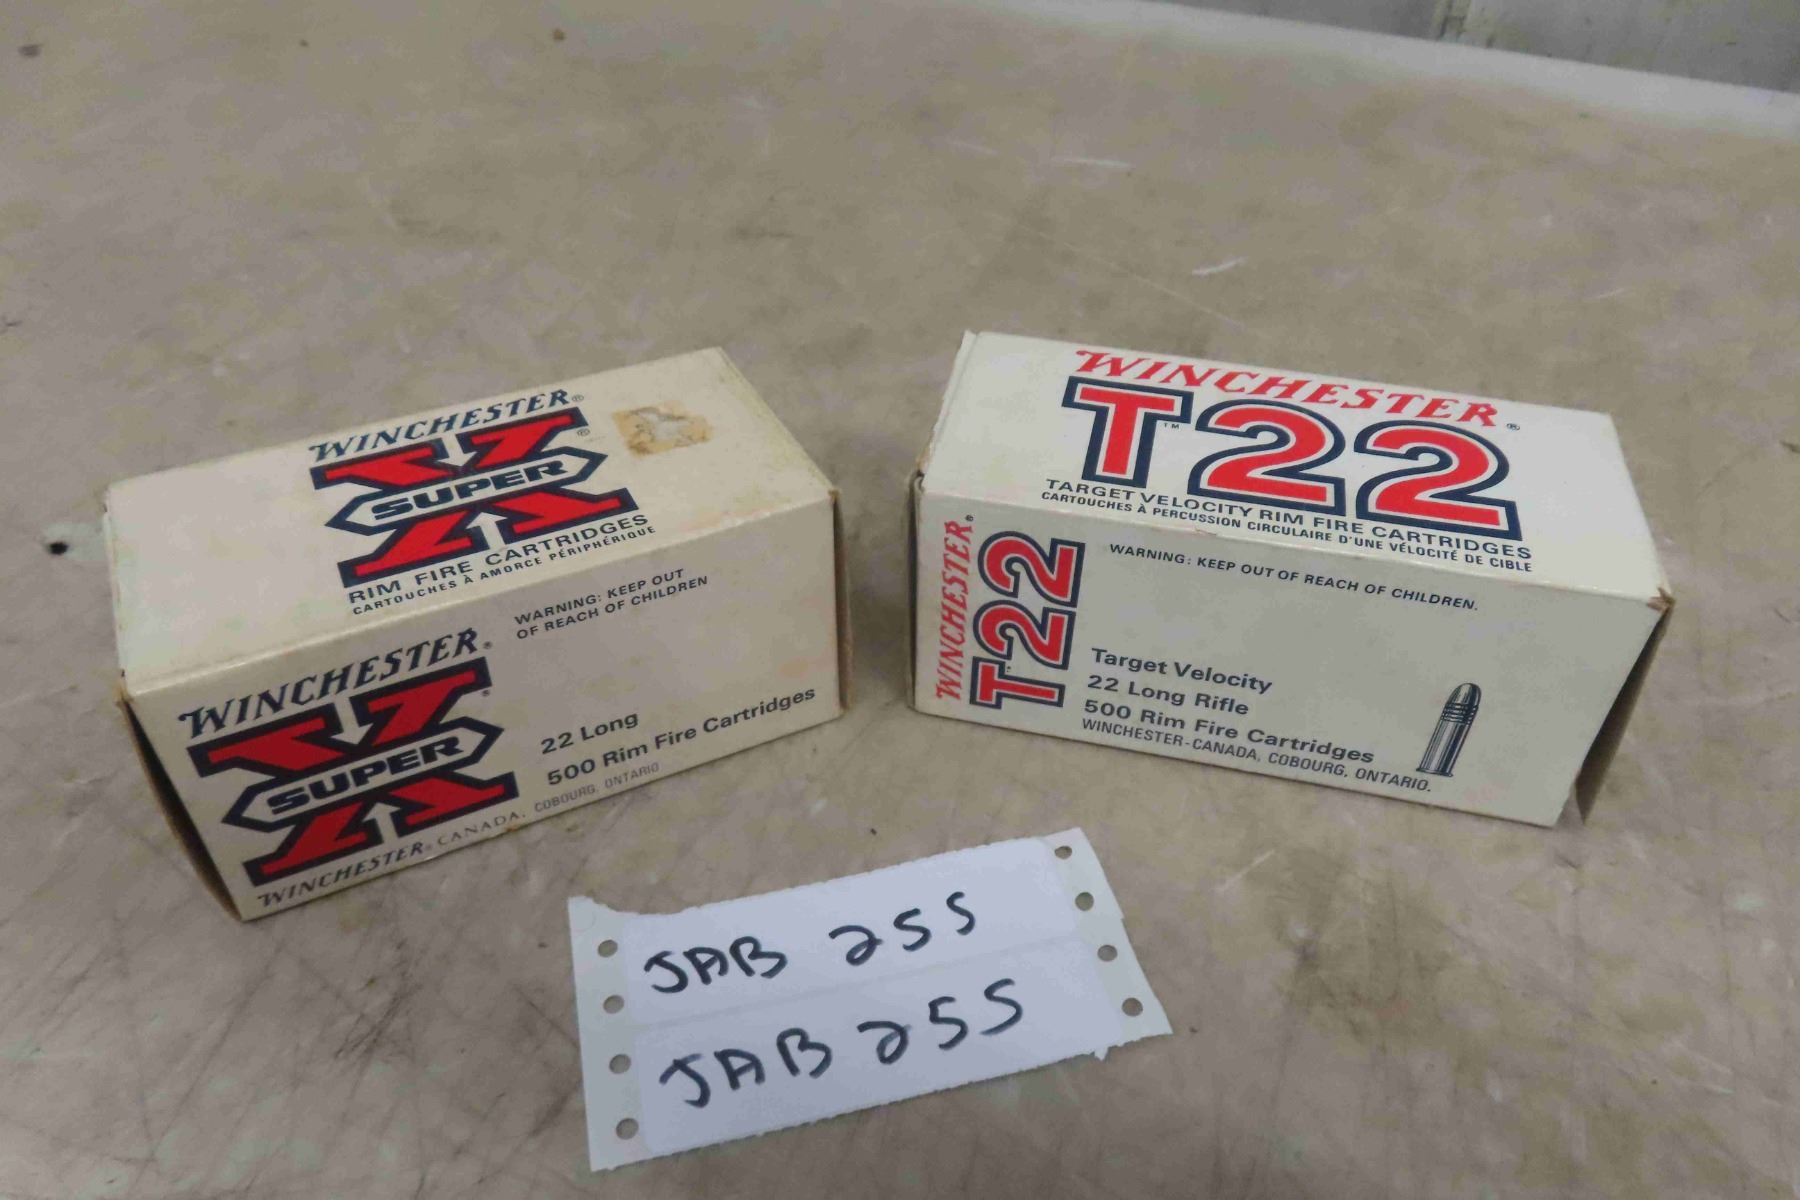 WINCHESTER®
SUPER
X®
RIM FIRE CARTRIDGES
CARTOUCHES À AMORCE PÉRIPHÉRIQUE
WINCHESTER®
SUPER
X®
WINCHESTER® CANADA, COBOURG, ONTARIO
WARNING: KEEP OUT
OF REACH OF CHILDREN
22 Long
500 Rim Fire Cartridges
WINCHESTER®
T22™
TARGET VELOCITY RIM FIRE CARTRIDGES
CARTOUCHES À PERCUSSION CIRCULAIRE D'UNE VÉLOCITÉ DE CIBLE
WINCHESTER®
T22
WARNING: KEEP OUT OF REACH OF CHILDREN.
Target Velocity
22 Long Rifle
500 Rim Fire Cartridges
WINCHESTER-CANADA, COBOURG, ONTARIO.
JAB 255
JAB 255